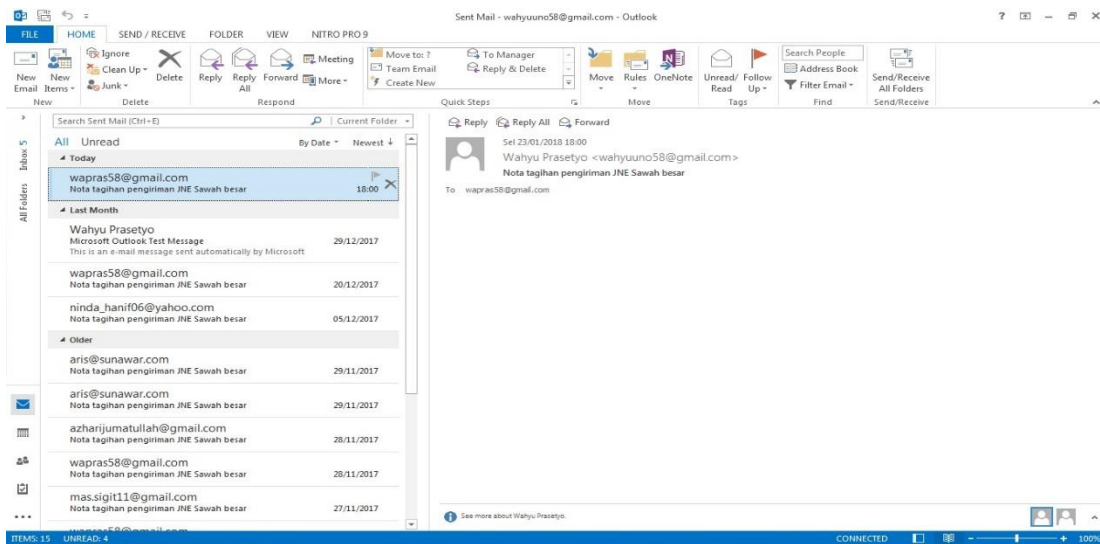 Sent Mail - wahyuuno58@gmail.com - Outlook
FILE HOME SEND / RECEIVE FOLDER VIEW NITRO PRO 9
New Email
New Items
Ignore
Clean Up
Junk
Delete
Reply
Reply All
Forward
Meeting
More
Move to: ?
Team Email
Create New
To Manager
Reply & Delete
Move
Rules
OneNote
Unread/ Read
Follow Up
Search People
Address Book
Filter Email
Send/Receive All Folders
New Delete Respond Quick Steps Move Tags Find Send/Receive
Search Sent Mail (Ctrl+E) Current Folder
All Unread By Date Newest
Today
wapras58@gmail.com
Nota tagihan pengiriman JNE Sawah besar 18:00
Last Month
Wahyu Prasetyo
Microsoft Outlook Test Message 29/12/2017
This is an e-mail message sent automatically by Microsoft
wapras58@gmail.com
Nota tagihan pengiriman JNE Sawah besar 20/12/2017
ninda_hanif06@yahoo.com
Nota tagihan pengiriman JNE Sawah besar 05/12/2017
Older
aris@sunawar.com
Nota tagihan pengiriman JNE Sawah besar 29/11/2017
aris@sunawar.com
Nota tagihan pengiriman JNE Sawah besar 29/11/2017
azharijumatullah@gmail.com
Nota tagihan pengiriman JNE Sawah besar 28/11/2017
wapras58@gmail.com
Nota tagihan pengiriman JNE Sawah besar 28/11/2017
mas.sigit11@gmail.com
Nota tagihan pengiriman JNE Sawah besar 27/11/2017
Inbox 5
All Folders
Reply Reply All Forward
Sel 23/01/2018 18:00
Wahyu Prasetyo <wahyuuno58@gmail.com>
Nota tagihan pengiriman JNE Sawah besar
To wapras58@gmail.com
See more about Wahyu Prasetyo.
ITEMS: 15 UNREAD: 4 CONNECTED 100%